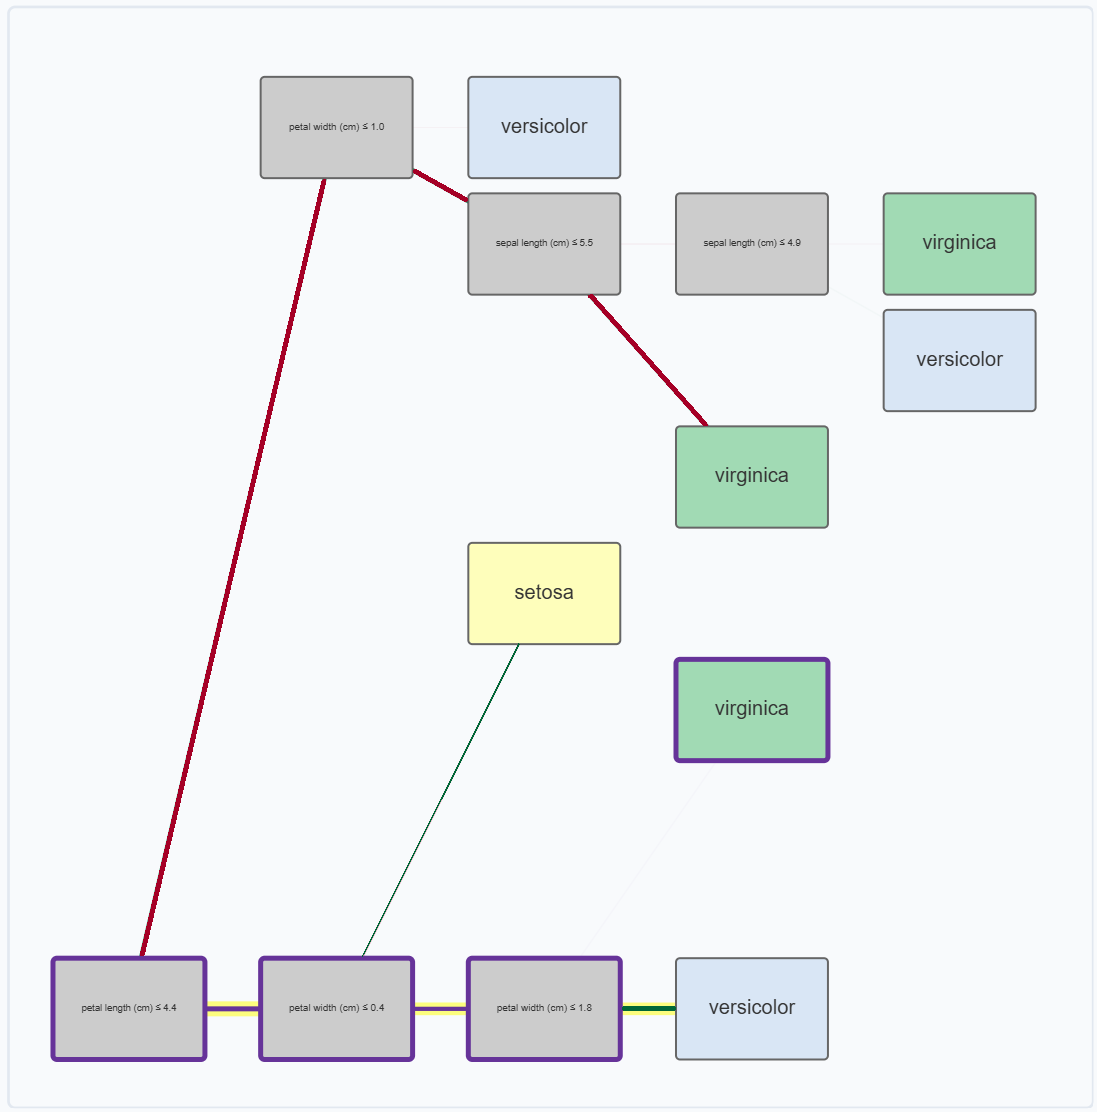 petal width (cm) ≤ 1.0
versicolor
sepal length (cm) ≤ 5.5
sepal length (cm) ≤ 4.9
virginica
versicolor
virginica
setosa
virginica
petal length (cm) ≤ 4.4
petal width (cm) ≤ 0.4
petal width (cm) ≤ 1.8
versicolor